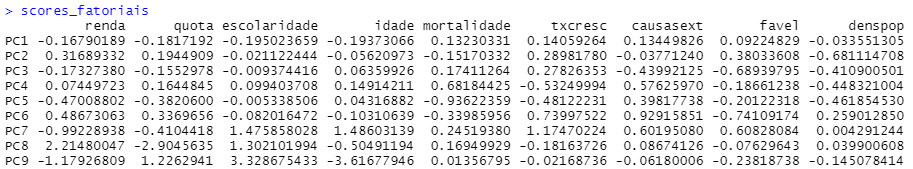 > scores_fatoriais
renda quota escolaridade idade mortalidade txcresc causasext favel denspop
PC1 -0.16790189 -0.1817192 -0.195023659 -0.19373066 0.13230331 0.14059264 0.13449826 0.09224829 -0.033551305
PC2 0.31689332 0.1944909 -0.021122444 -0.05620973 -0.15170332 0.28981780 -0.03771240 0.38033608 -0.681114708
PC3 -0.17327380 -0.1552978 -0.009374416 0.06359926 0.17411264 0.27826353 -0.43992125 -0.68939795 -0.410900501
PC4 0.07449723 0.1644845 0.099403708 0.14914211 0.68184425 -0.53249994 0.57625970 -0.18661238 -0.448321004
PC5 -0.47008802 -0.3820600 -0.005338506 0.04316882 -0.93622359 -0.48122231 0.39817738 -0.20122318 -0.461854530
PC6 0.48673063 0.3369656 -0.082016472 -0.10310639 -0.33985956 0.73997522 0.92915851 -0.74109174 0.259012850
PC7 -0.99228938 -0.4104418 1.475858028 1.48603139 0.24519380 1.17470224 0.60195080 0.60828084 0.004291244
PC8 2.21480047 -2.9045635 1.302101994 -0.50491194 0.16949929 -0.18163726 0.08674126 -0.07629643 0.039900608
PC9 -1.17926809 1.2262941 3.328675433 -3.61677946 0.01356795 -0.02168736 -0.06180006 -0.23818738 -0.145078414